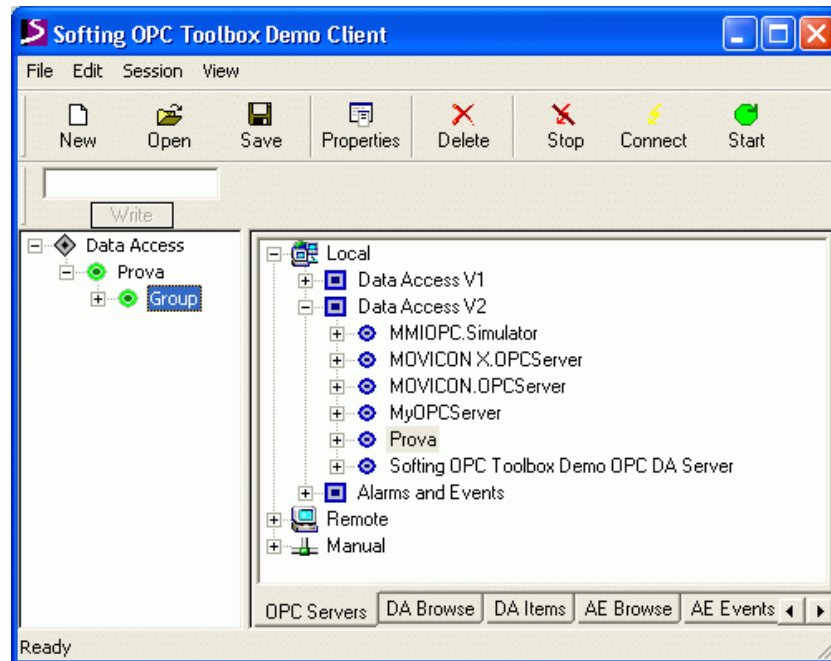 Softing OPC Toolbox Demo Client
File Edit Session View
New Open Save Properties Delete Stop Connect Start
Write
Data Access
Prova
Group
Local
Data Access V1
Data Access V2
MMIOPC.Simulator
MOVICON X.OPCServer
MOVICON.OPCServer
MyOPCServer
Prova
Softing OPC Toolbox Demo OPC DA Server
Alarms and Events
Remote
Manual
OPC Servers DA Browse DA Items AE Browse AE Events
Ready